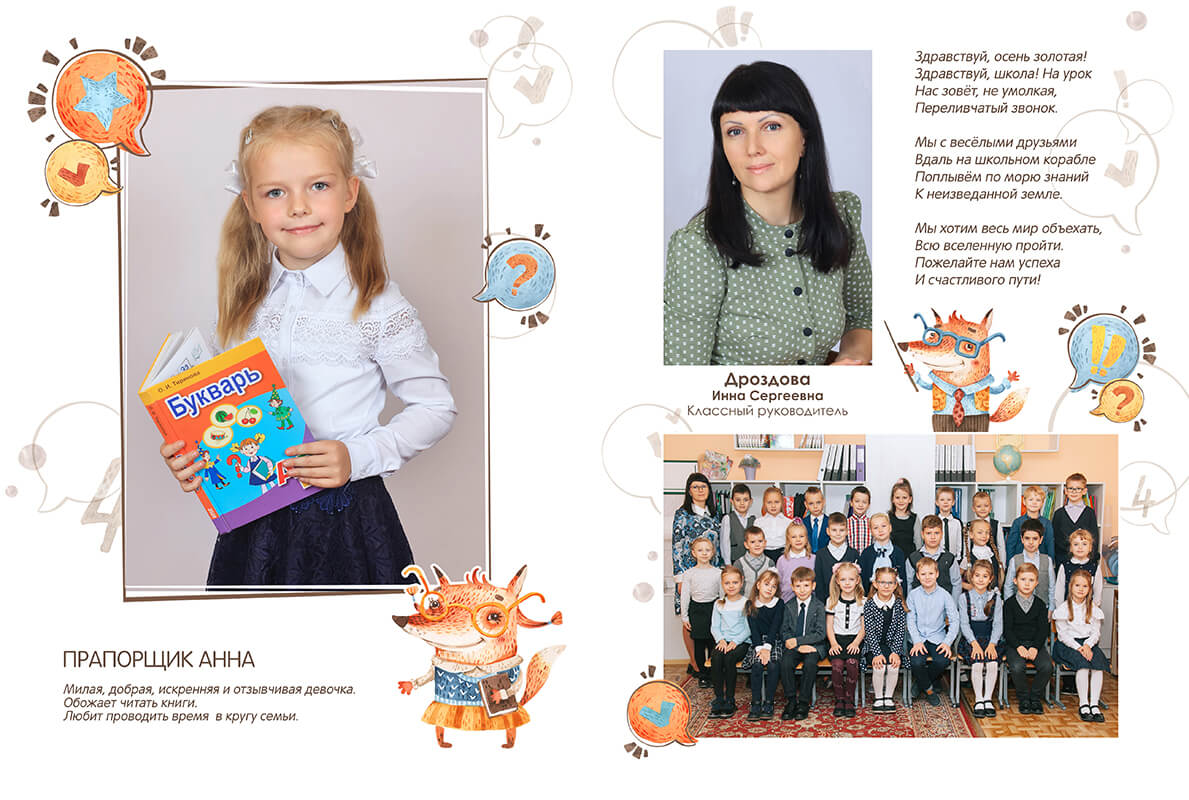 О. И. Тиринова
Букварь
ПРАПОРЩИК АННА
Милая, добрая, искренняя и отзывчивая девочка.
Обожает читать книги.
Любит проводить время в кругу семьи.
Здравствуй, осень золотая!
Здравствуй, школа! На урок
Нас зовёт, не умолкая,
Переливчатый звонок.
Мы с весёлыми друзьями
Вдаль на школьном корабле
Поплывём по морю знаний
К неизведанной земле.
Мы хотим весь мир объехать,
Всю вселенную пройти.
Пожелайте нам успеха
И счастливого пути!
Дроздова
Инна Сергеевна
Классный руководитель
4
4